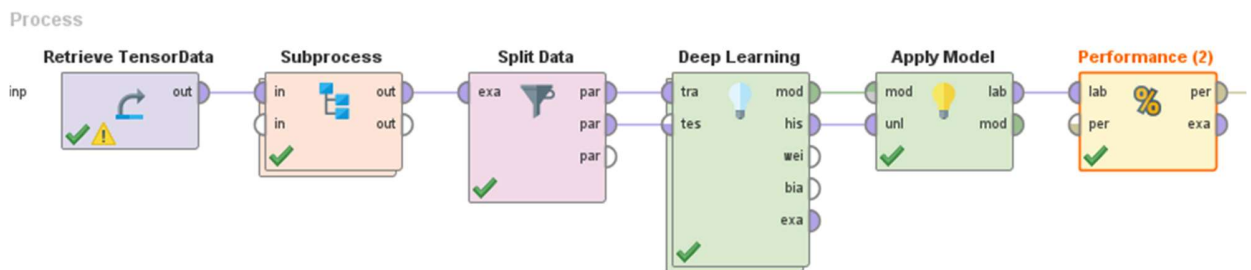 Process
Retrieve TensorData
Subprocess
Split Data
Deep Learning
Apply Model
Performance (2)
inp
out
in
out
in
out
exa
par
par
par
tra
mod
tes
his
wei
bia
exa
mod
lab
unl
mod
lab
per
per
exa
%